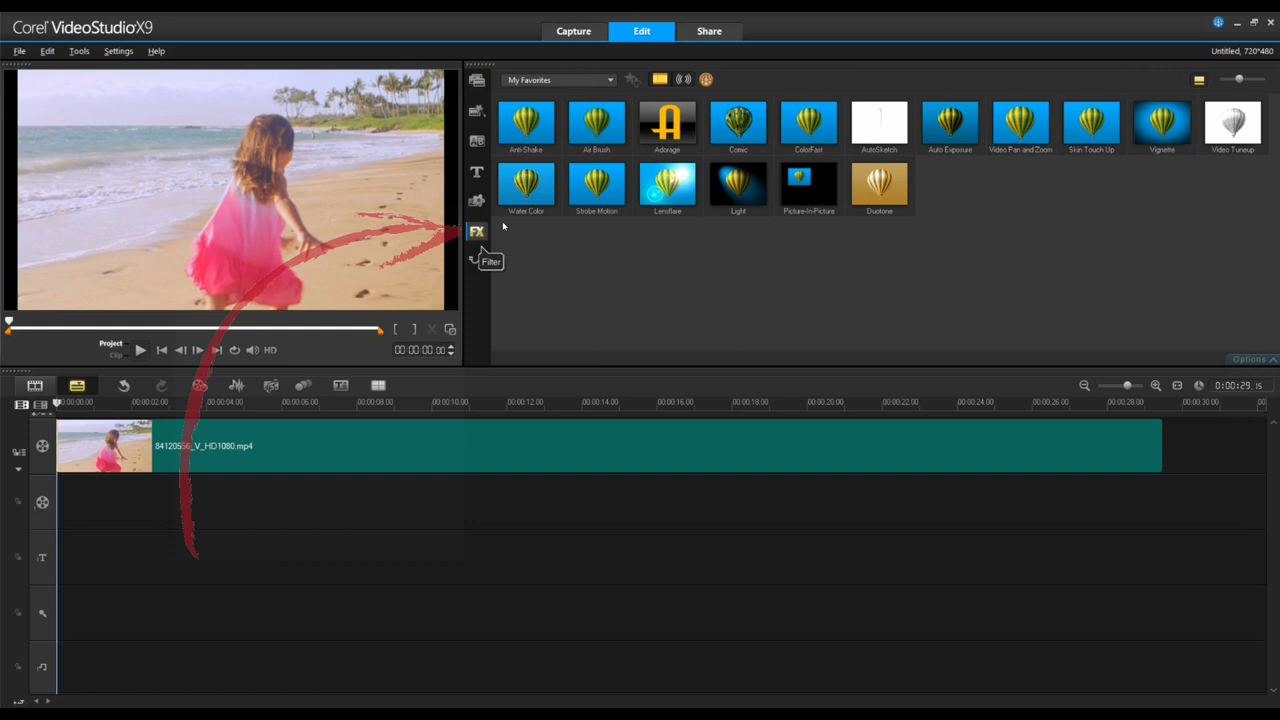 Corel VideoStudio X9
Capture
Edit
Share
File
Edit
Tools
Settings
Help
Untitled, 720*480
My Favorites
Anti-Shake
Air Brush
Adorage
Comic
ColorFast
AutoSketch
Auto Exposure
Video Pan and Zoom
Skin Touch Up
Vignette
Video Tuneup
Water Color
Strobe Motion
Lensflare
Light
Picture-In-Picture
Duotone
AB
T
FX
Filter
Project
Clip
[ ]
HD
00:00:00:00
Options
0:00:29.15
00:00:00.00
00:00:02.00
00:00:04.00
00:00:06.00
00:00:08.00
00:00:10.00
00:00:12.00
00:00:14.00
00:00:16.00
00:00:18.00
00:00:20.00
00:00:22.00
00:00:24.00
00:00:26.00
00:00:28.00
00:00:30.00
84120556_V_HD1080.mp4
T